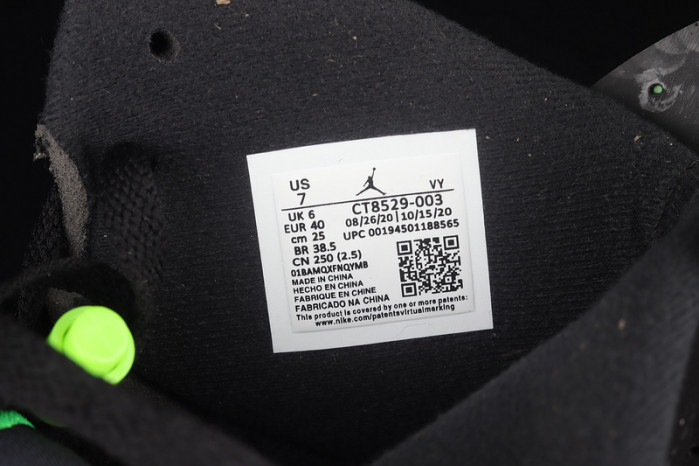 US
7
VY
UK 6
CT8529-003
EUR 40
08/26/20 | 10/15/20
cm 25
UPC 00194501188565
BR 38.5
CN 250 (2.5)
01BAMQXFNQYMB
MADE IN CHINA
HECHO EN CHINA
FABRIQUE EN CHINE
FABRICADO NA CHINA
This product is covered by one or more patents:
www.nike.com/patentsvirtualmarking